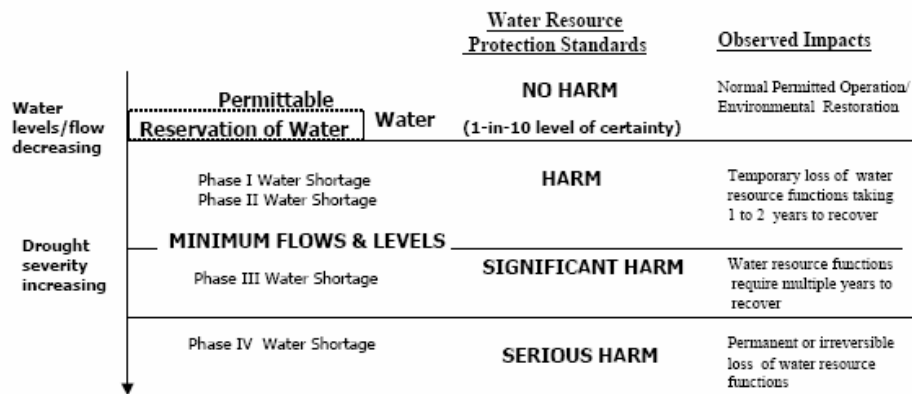 Water Resource
Protection Standards
Observed Impacts
Water
levels/flow
decreasing
Permittable
Reservation of Water
Water
NO HARM
(1-in-10 level of certainty)
Normal Permitted Operation/
Environmental Restoration
Phase I Water Shortage
Phase II Water Shortage
HARM
Temporary loss of water
resource functions taking
1 to 2 years to recover
Drought
severity
increasing
MINIMUM FLOWS & LEVELS
Phase III Water Shortage
SIGNIFICANT HARM
Water resource functions
require multiple years to
recover
Phase IV Water Shortage
SERIOUS HARM
Permanent or irreversible
loss of water resource
functions